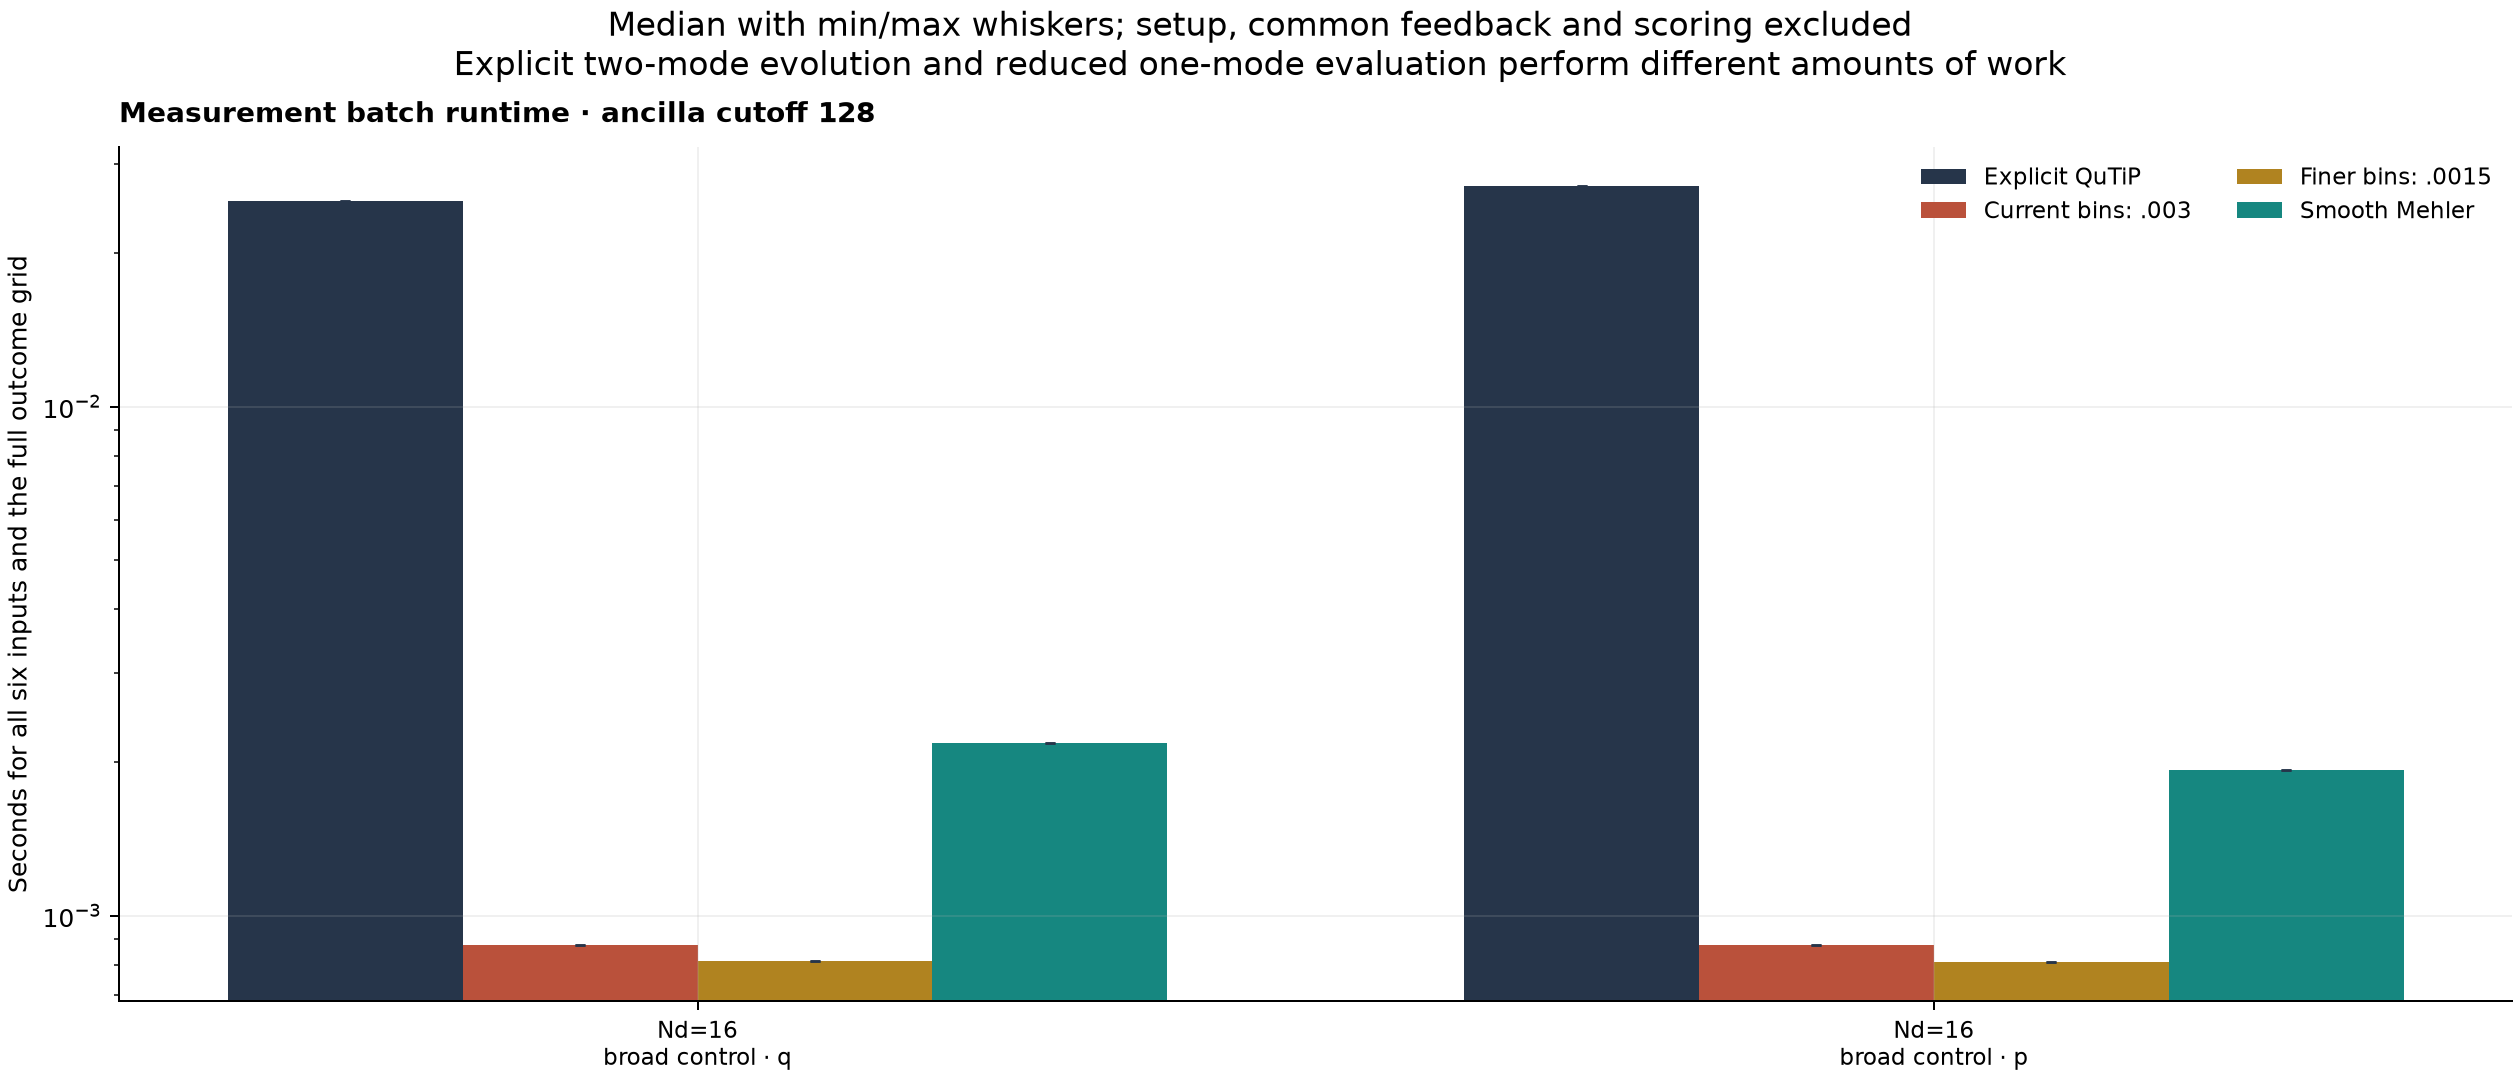 Median with min/max whiskers; setup, common feedback and scoring excluded
Explicit two-mode evolution and reduced one-mode evaluation perform different amounts of work
Measurement batch runtime · ancilla cutoff 128
Explicit QuTiP
Current bins: .003
Finer bins: .0015
Smooth Mehler
Seconds for all six inputs and the full outcome grid
10⁻²
10⁻³
Nd=16
broad control · q
Nd=16
broad control · p